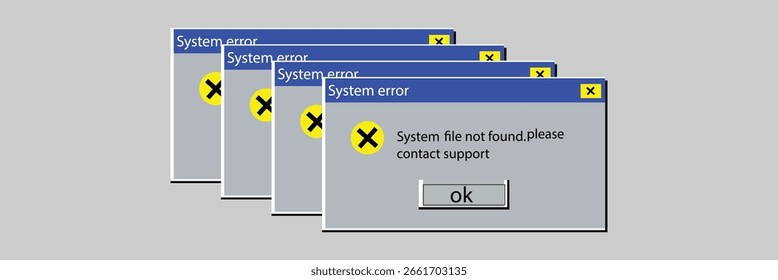 System error
System error
System error
System error
System file not found.please
contact support
ok
shutterstock.com · 2661703135